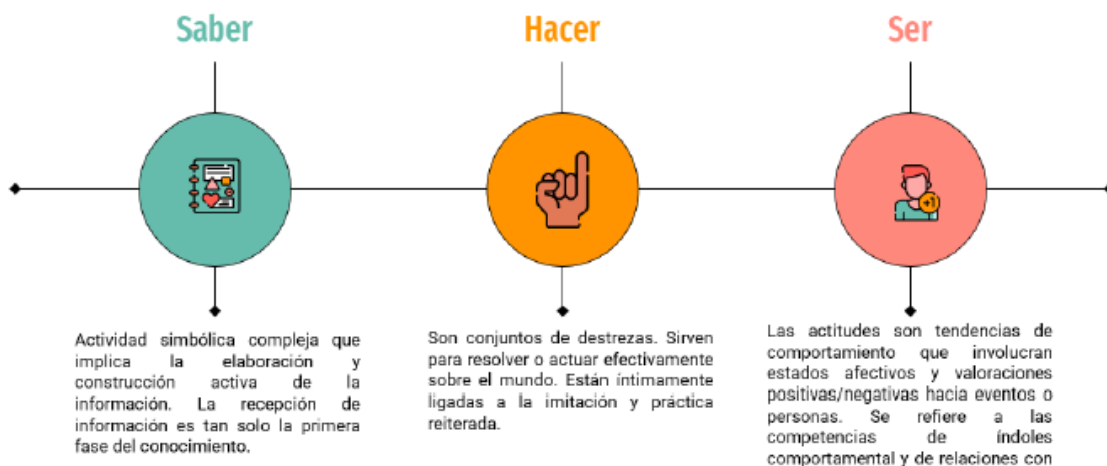 Saber
Actividad simbólica compleja que
implica la elaboración y
construcción activa de la
información. La recepción de
información es tan solo la primera
fase del conocimiento.
Hacer
Son conjuntos de destrezas. Sirven
para resolver o actuar efectivamente
sobre el mundo. Están íntimamente
ligadas a la imitación y práctica
reiterada.
Ser
+1
Las actitudes son tendencias de
comportamiento que involucran
estados afectivos y valoraciones
positivas/negativas hacia eventos o
personas. Se refiere a las
competencias de índoles
comportamental y de relaciones con